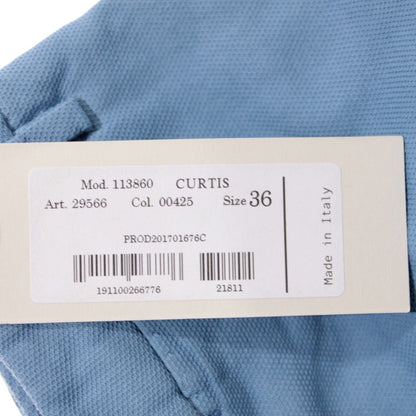 Mod. 113860 CURTIS
Art. 29566 Col. 00425 Size 36
PROD201701676C
191100266776 21811
Made in Italy